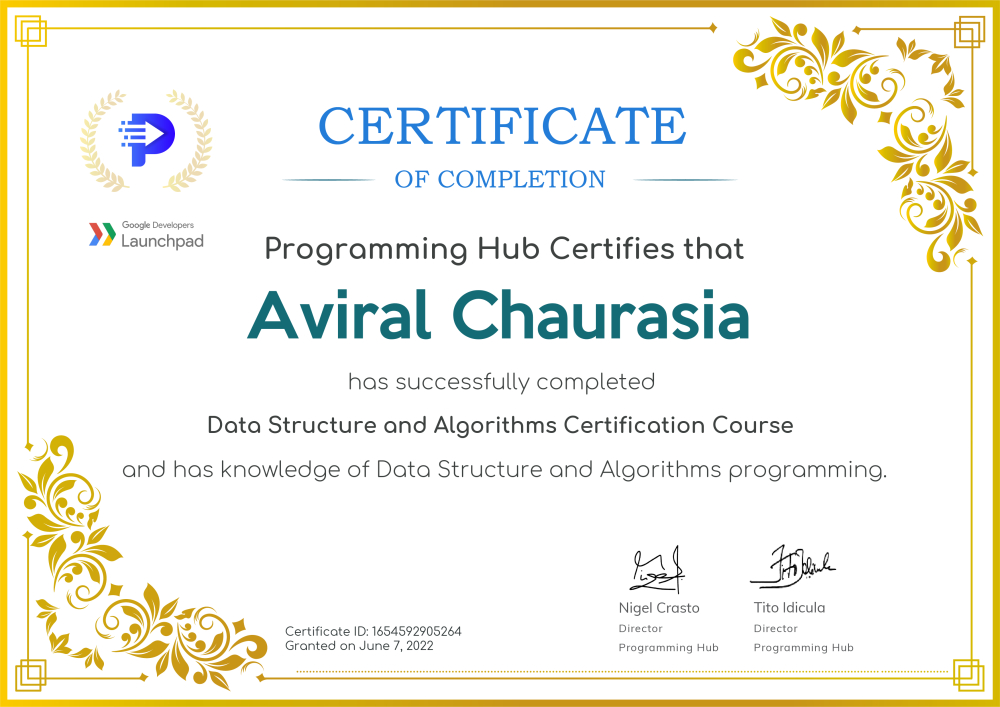 CERTIFICATE
OF COMPLETION
Google Developers
Launchpad
Programming Hub Certifies that
Aviral Chaurasia
has successfully completed
Data Structure and Algorithms Certification Course
and has knowledge of Data Structure and Algorithms programming.
Certificate ID: 1654592905264
Granted on June 7, 2022
Nigel Crasto
Director
Programming Hub
Tito Idicula
Director
Programming Hub